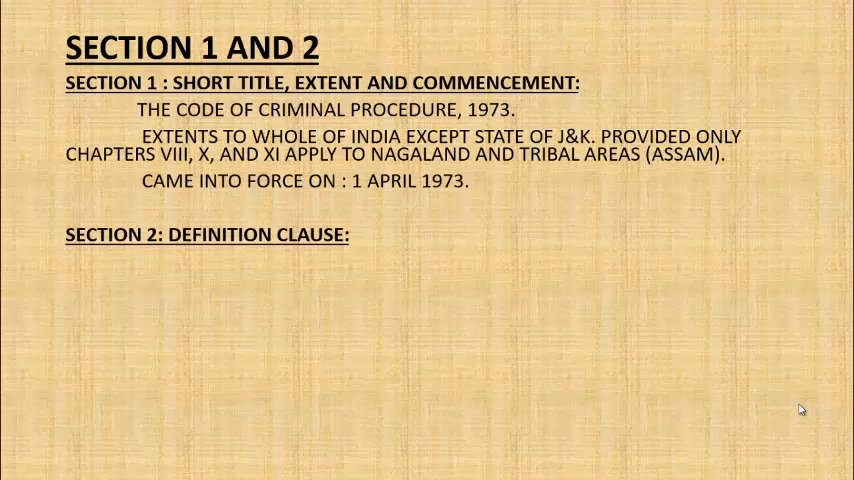 SECTION 1 AND 2
SECTION 1 : SHORT TITLE, EXTENT AND COMMENCEMENT:
THE CODE OF CRIMINAL PROCEDURE, 1973.
EXTENTS TO WHOLE OF INDIA EXCEPT STATE OF J&K. PROVIDED ONLY
CHAPTERS VIII, X, AND XI APPLY TO NAGALAND AND TRIBAL AREAS (ASSAM).
CAME INTO FORCE ON : 1 APRIL 1973.
SECTION 2: DEFINITION CLAUSE: